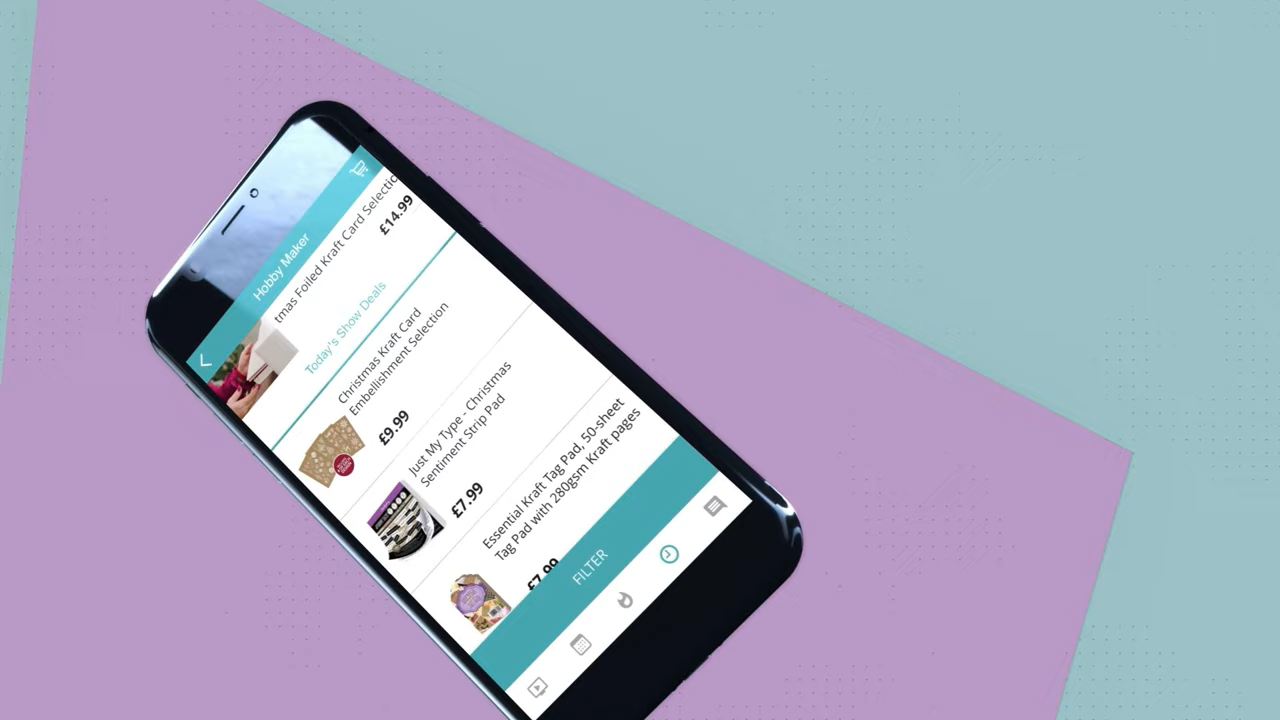 Hobby Maker
tmas Foiled Kraft Card Selectio
£14.99
Today's Show Deals
Christmas Kraft Card
Embellishment Selection
£9.99
Just My Type - Christmas
Sentiment Strip Pad
£7.99
Essential Kraft Tag Pad, 50-sheet
Tag Pad with 280gsm Kraft pages
£7.99
FILTER